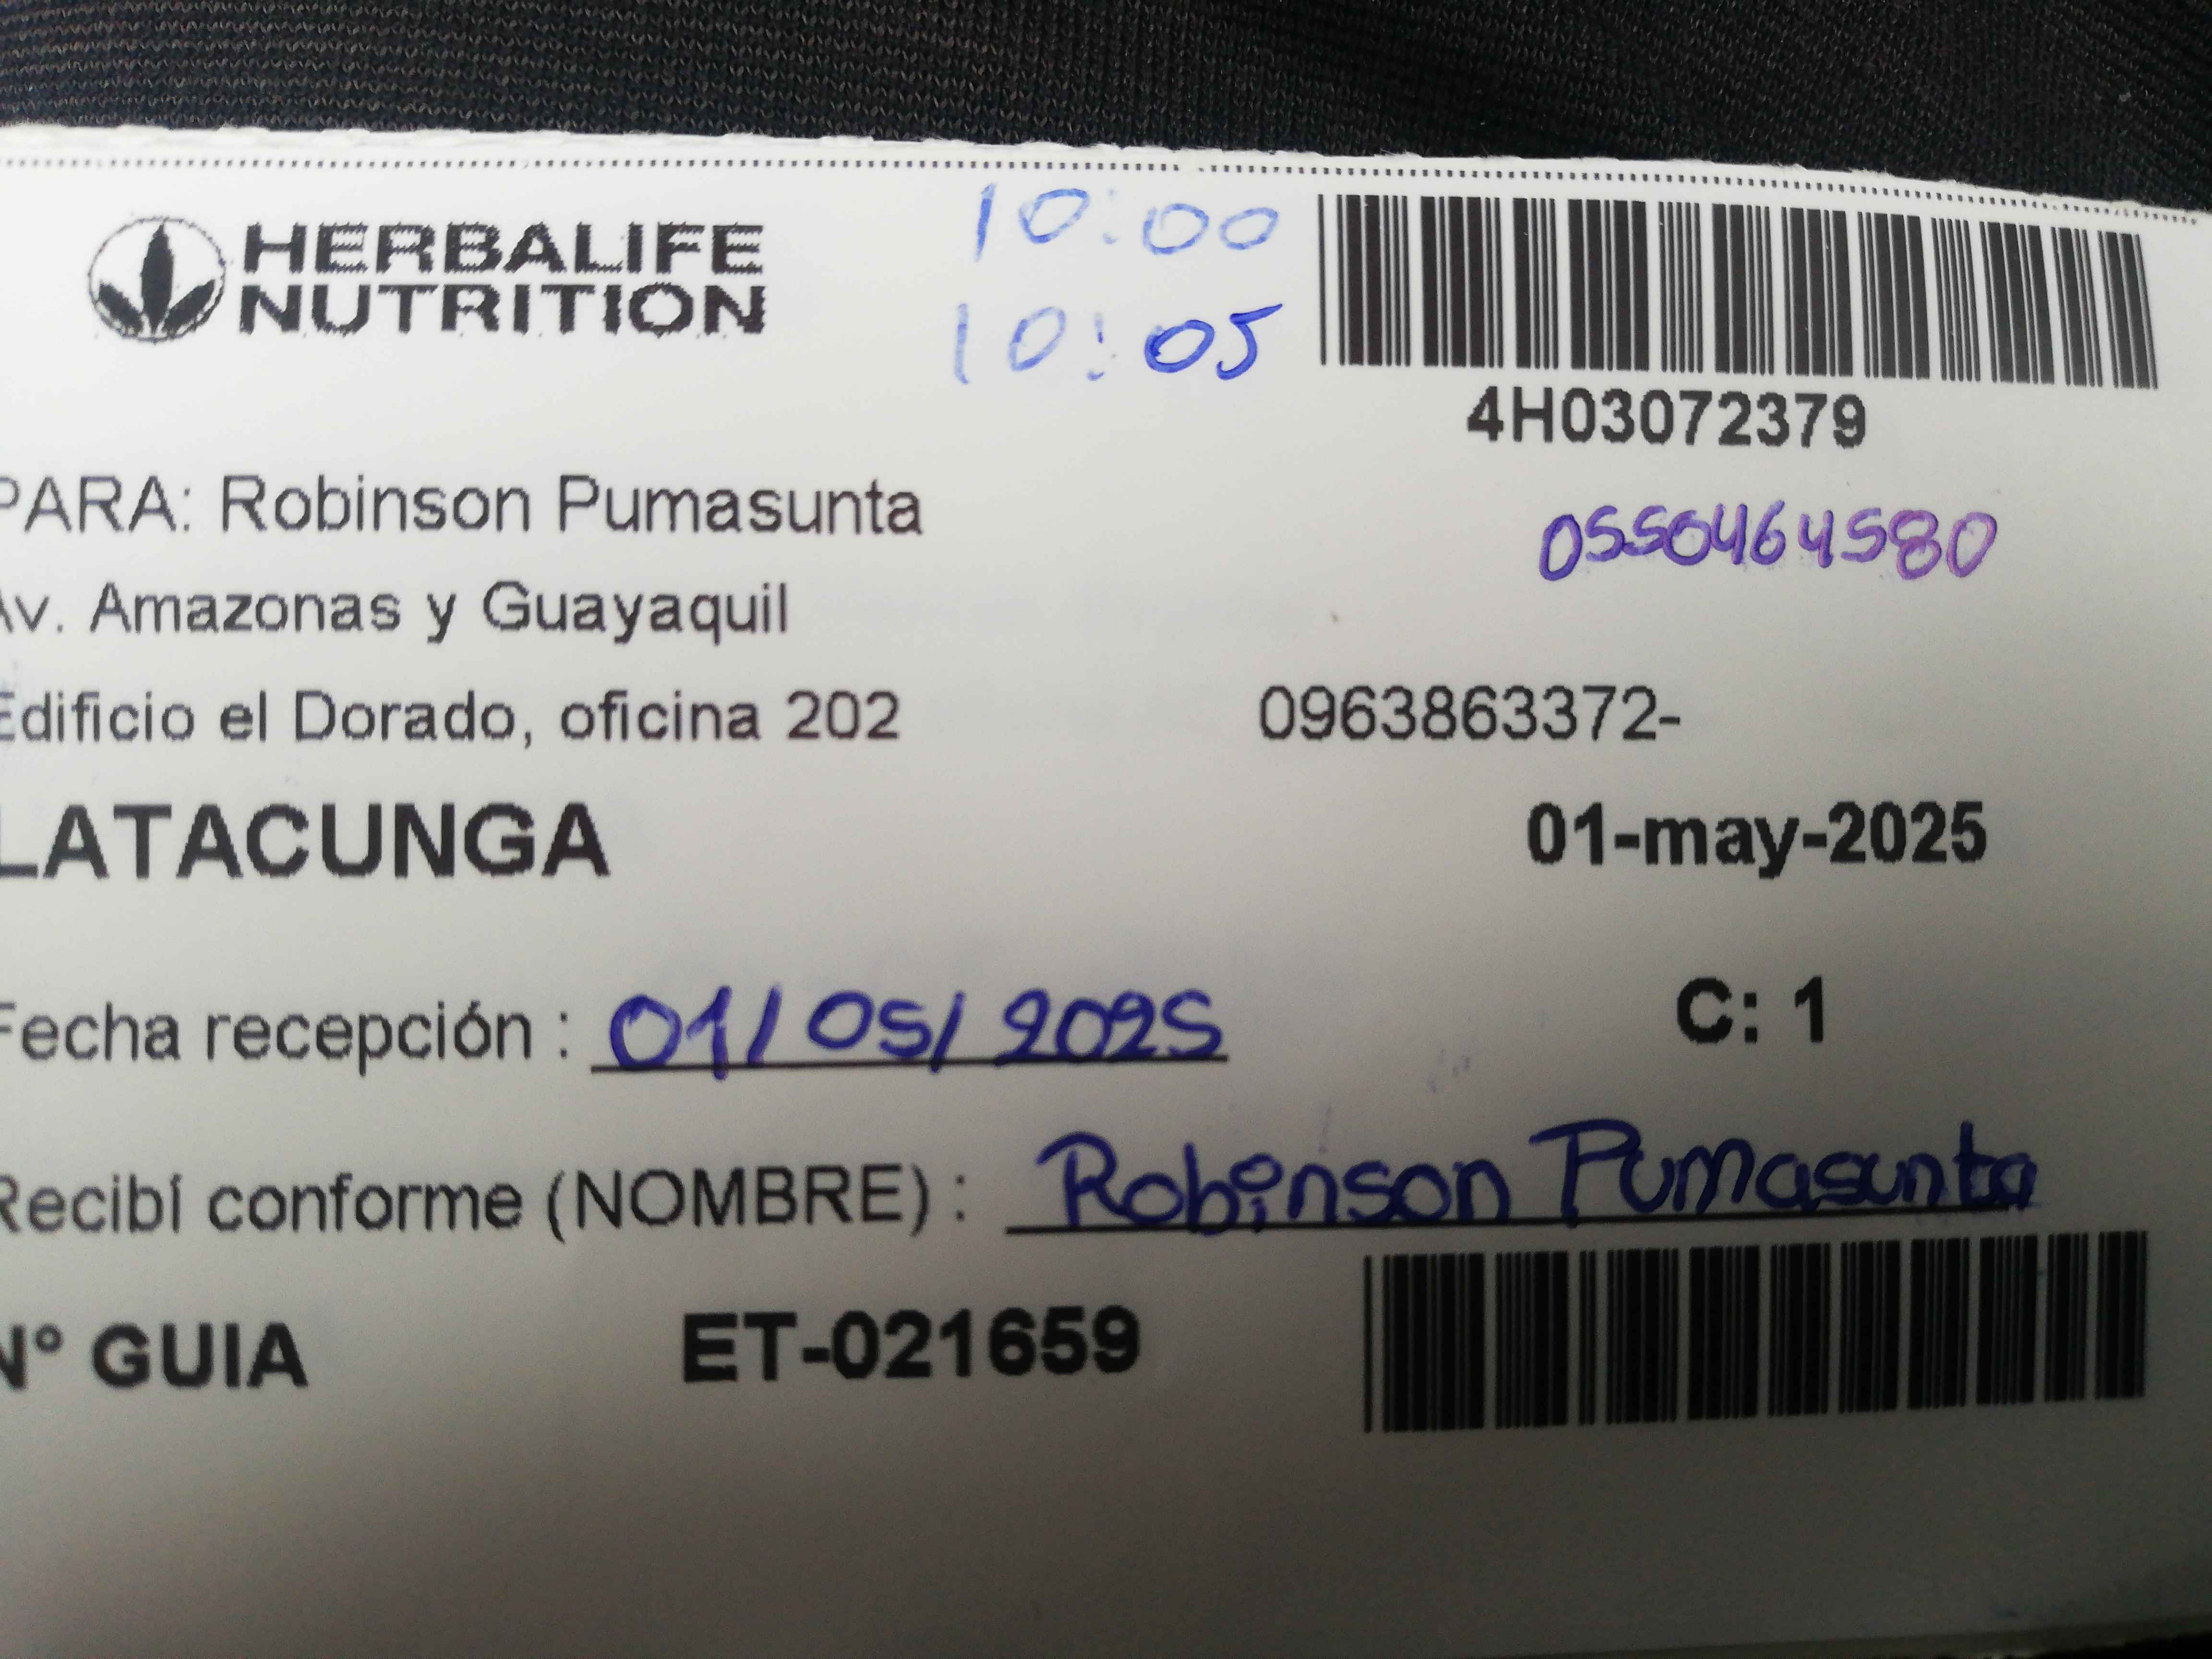 HERBALIFE
NUTRITION
10:00
10:05
4H03072379
PARA: Robinson Pumasunta
0550464580
Av. Amazonas y Guayaquil
Edificio el Dorado, oficina 202
0963863372-
LATACUNGA
01-may-2025
Fecha recepción : 01/05/2025
C: 1
Recibí conforme (NOMBRE) : Robinson Pumasunta
N° GUIA ET-021659